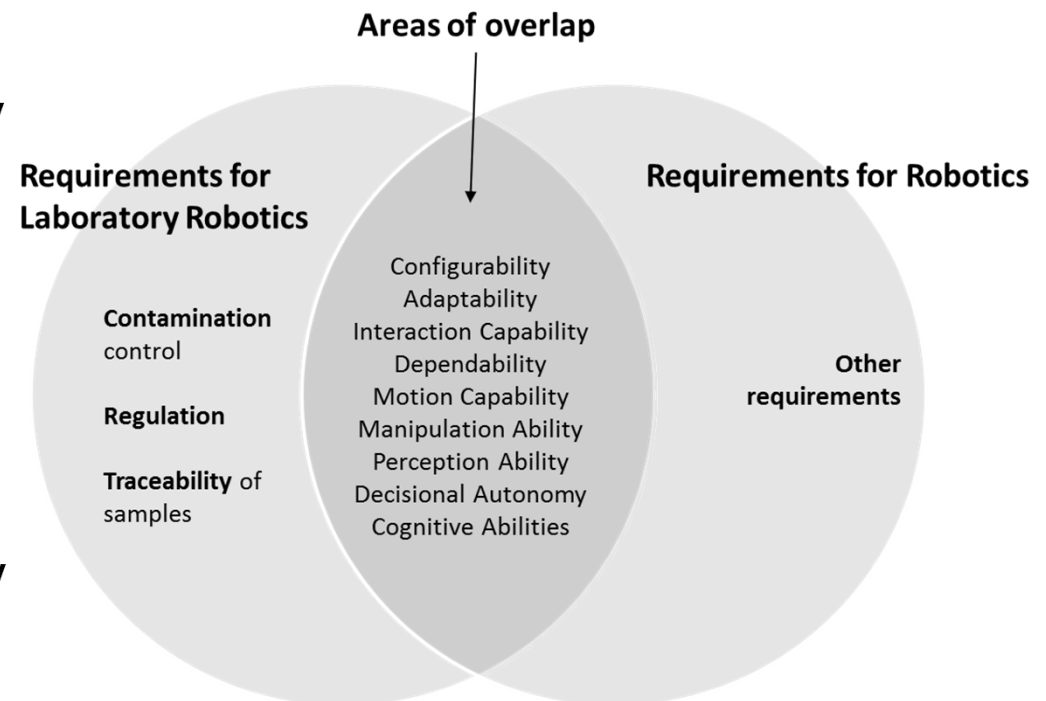 Areas of overlap
Requirements for
Laboratory Robotics
Contamination
control
Regulation
Traceability of
samples
Configurability
Adaptability
Interaction Capability
Dependability
Motion Capability
Manipulation Ability
Perception Ability
Decisional Autonomy
Cognitive Abilities
Requirements for Robotics
Other
requirements